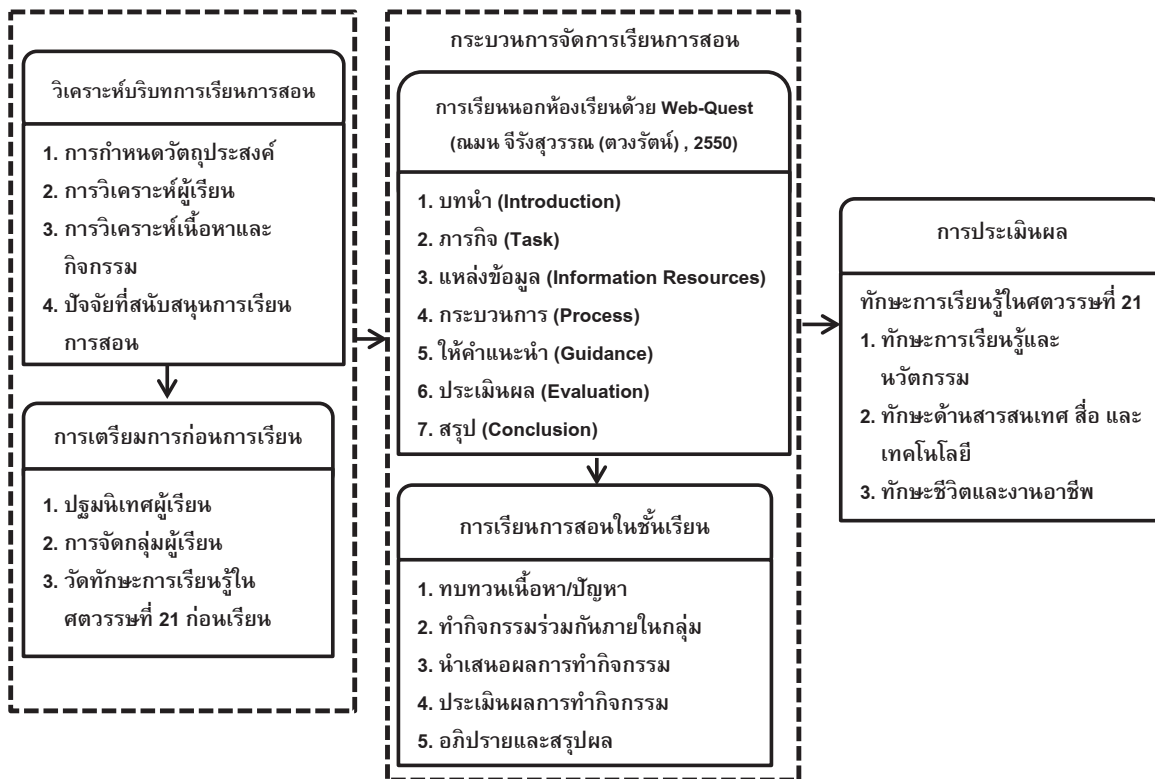 วิเคราะห์บริบทการเรียนการสอน
1. การกำหนดวัตถุประสงค์
2. การวิเคราะห์ผู้เรียน
3. การวิเคราะห์เนื้อหาและ
กิจกรรม
4. ปัจจัยที่สนับสนุนการเรียน
การสอน
การเตรียมการก่อนการเรียน
1. ปฐมนิเทศผู้เรียน
2. การจัดกลุ่มผู้เรียน
3. วัดทักษะการเรียนรู้ใน
ศตวรรษที่ 21 ก่อนเรียน
กระบวนการจัดการเรียนการสอน
การเรียนนอกห้องเรียนด้วย Web-Quest
(ณมน จีรังสุวรรณ (ตวงรัตน์) , 2550)
1. บทนำ (Introduction)
2. ภารกิจ (Task)
3. แหล่งข้อมูล (Information Resources)
4. กระบวนการ (Process)
5. ให้คำแนะนำ (Guidance)
6. ประเมินผล (Evaluation)
7. สรุป (Conclusion)
การเรียนการสอนในชั้นเรียน
1. ทบทวนเนื้อหา/ปัญหา
2. ทำกิจกรรมร่วมกันภายในกลุ่ม
3. นำเสนอผลการทำกิจกรรม
4. ประเมินผลการทำกิจกรรม
5. อภิปรายและสรุปผล
การประเมินผล
ทักษะการเรียนรู้ในศตวรรษที่ 21
1. ทักษะการเรียนรู้และ
นวัตกรรม
2. ทักษะด้านสารสนเทศ สื่อ และ
เทคโนโลยี
3. ทักษะชีวิตและงานอาชีพ